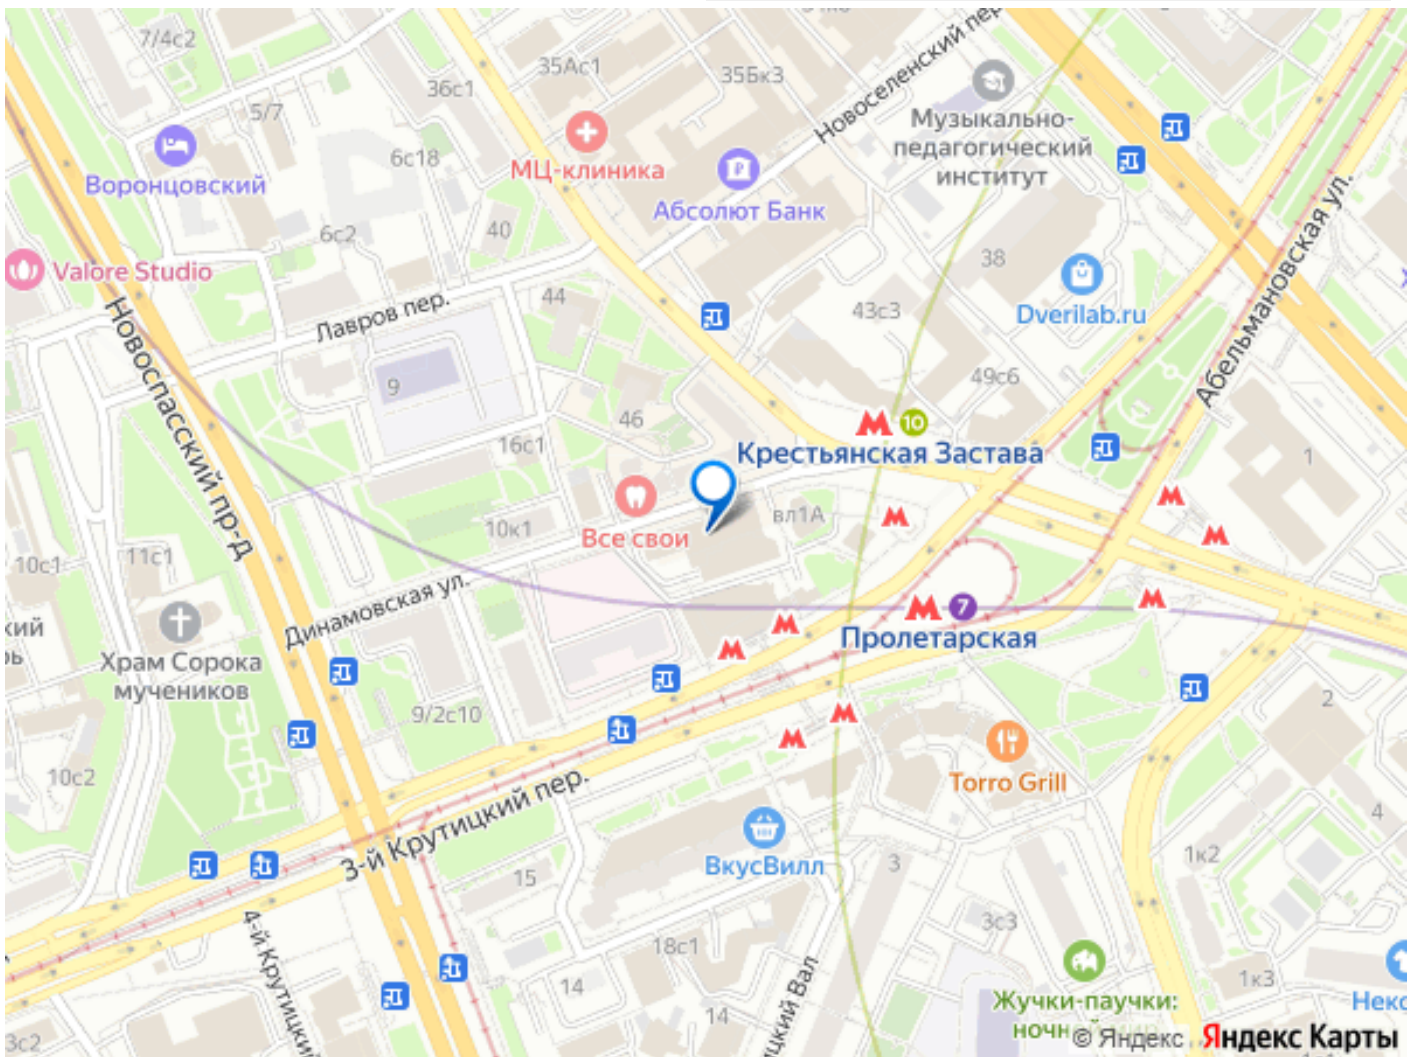 7/4с2
35Ас1
35Бк3
Новоселенский пер.
36с1
5/7
Музыкально-
педагогический
институт
МЦ-клиника
6с18
Воронцовский
Абсолют Банк
Абельмановская ул.
6с2
40
38
Valore Studio
44
Dverilab.ru
43с3
Лавров пер.
Новоспасский пр-д
9
49с6
46
10
16с1
Крестьянская Застава
1
10к1
Все свои
вл1А
11с1
10с1
Динамовская ул.
7
Пролетарская
кий
Храм Сорока
мучеников
9/2с10
2
10с2
Torro Grill
3-й Крутицкий пер.
4
ВкусВилл
1к2
3
15
3с3
4-й Крутицкий
18с1
14
1к3
Жучки-паучки:
14
3с2
© Яндекс
Яндекс Карты